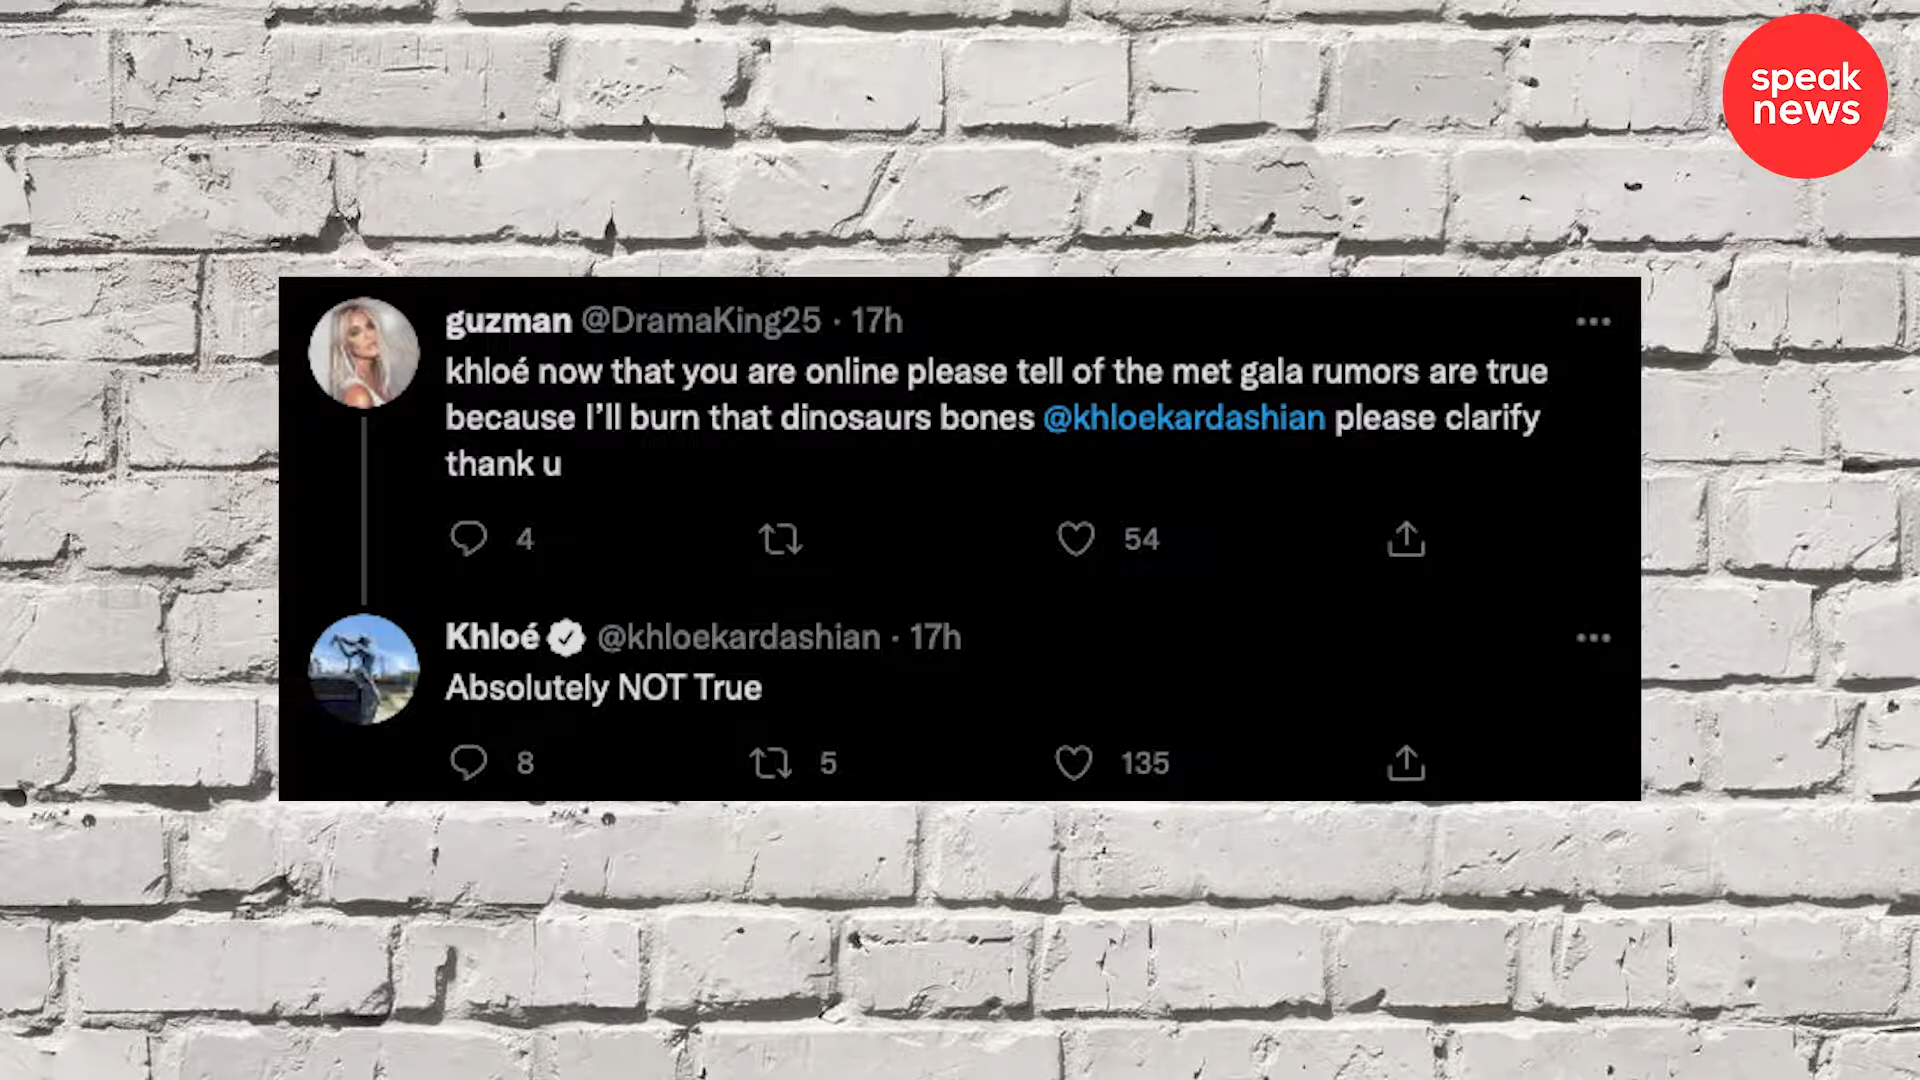 speak
news
guzman @DramaKing25 · 17h
khloé now that you are online please tell of the met gala rumors are true
because I’ll burn that dinosaurs bones @khloekardashian please clarify
thank u
4 54
Khloé @khloekardashian · 17h
Absolutely NOT True
8 5 135